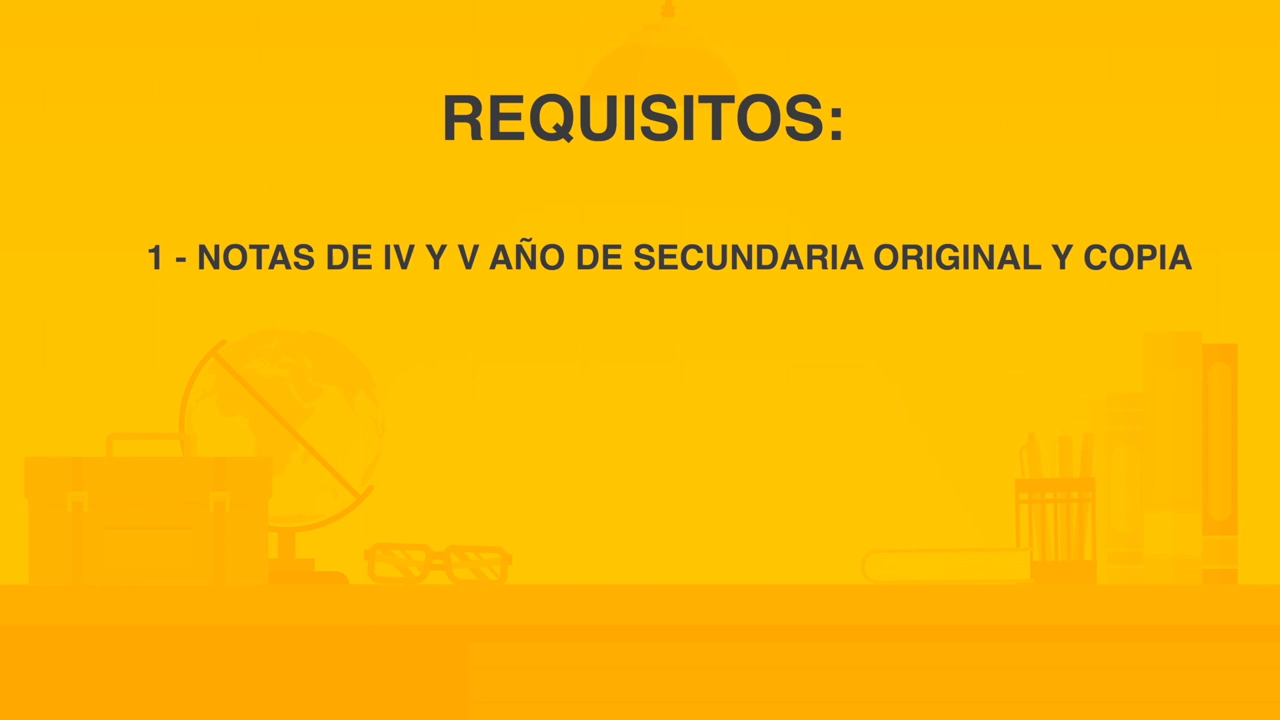 REQUISITOS:
1 - NOTAS DE IV Y V AÑO DE SECUNDARIA ORIGINAL Y COPIA